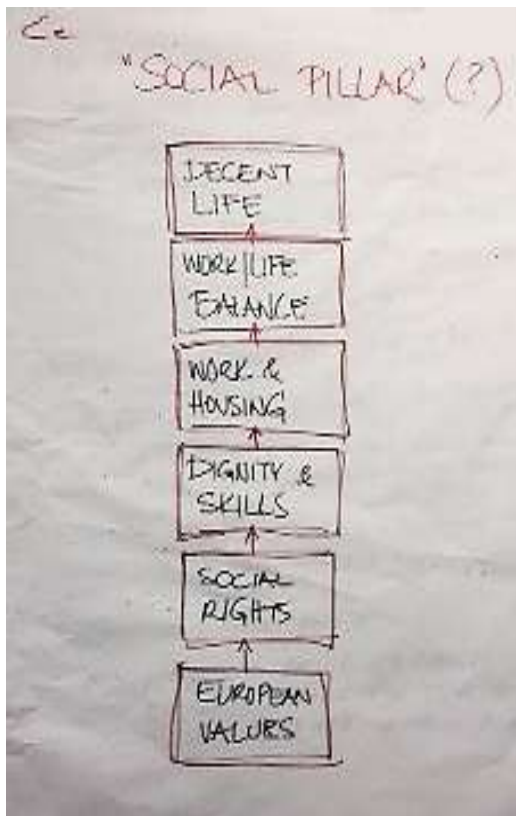 "SOCIAL PILLAR" (?)
DECENT
LIFE
WORK/LIFE
BALANCE
WORK &
HOUSING
DIGNITY &
SKILLS
SOCIAL
RIGHTS
EUROPEAN
VALUES